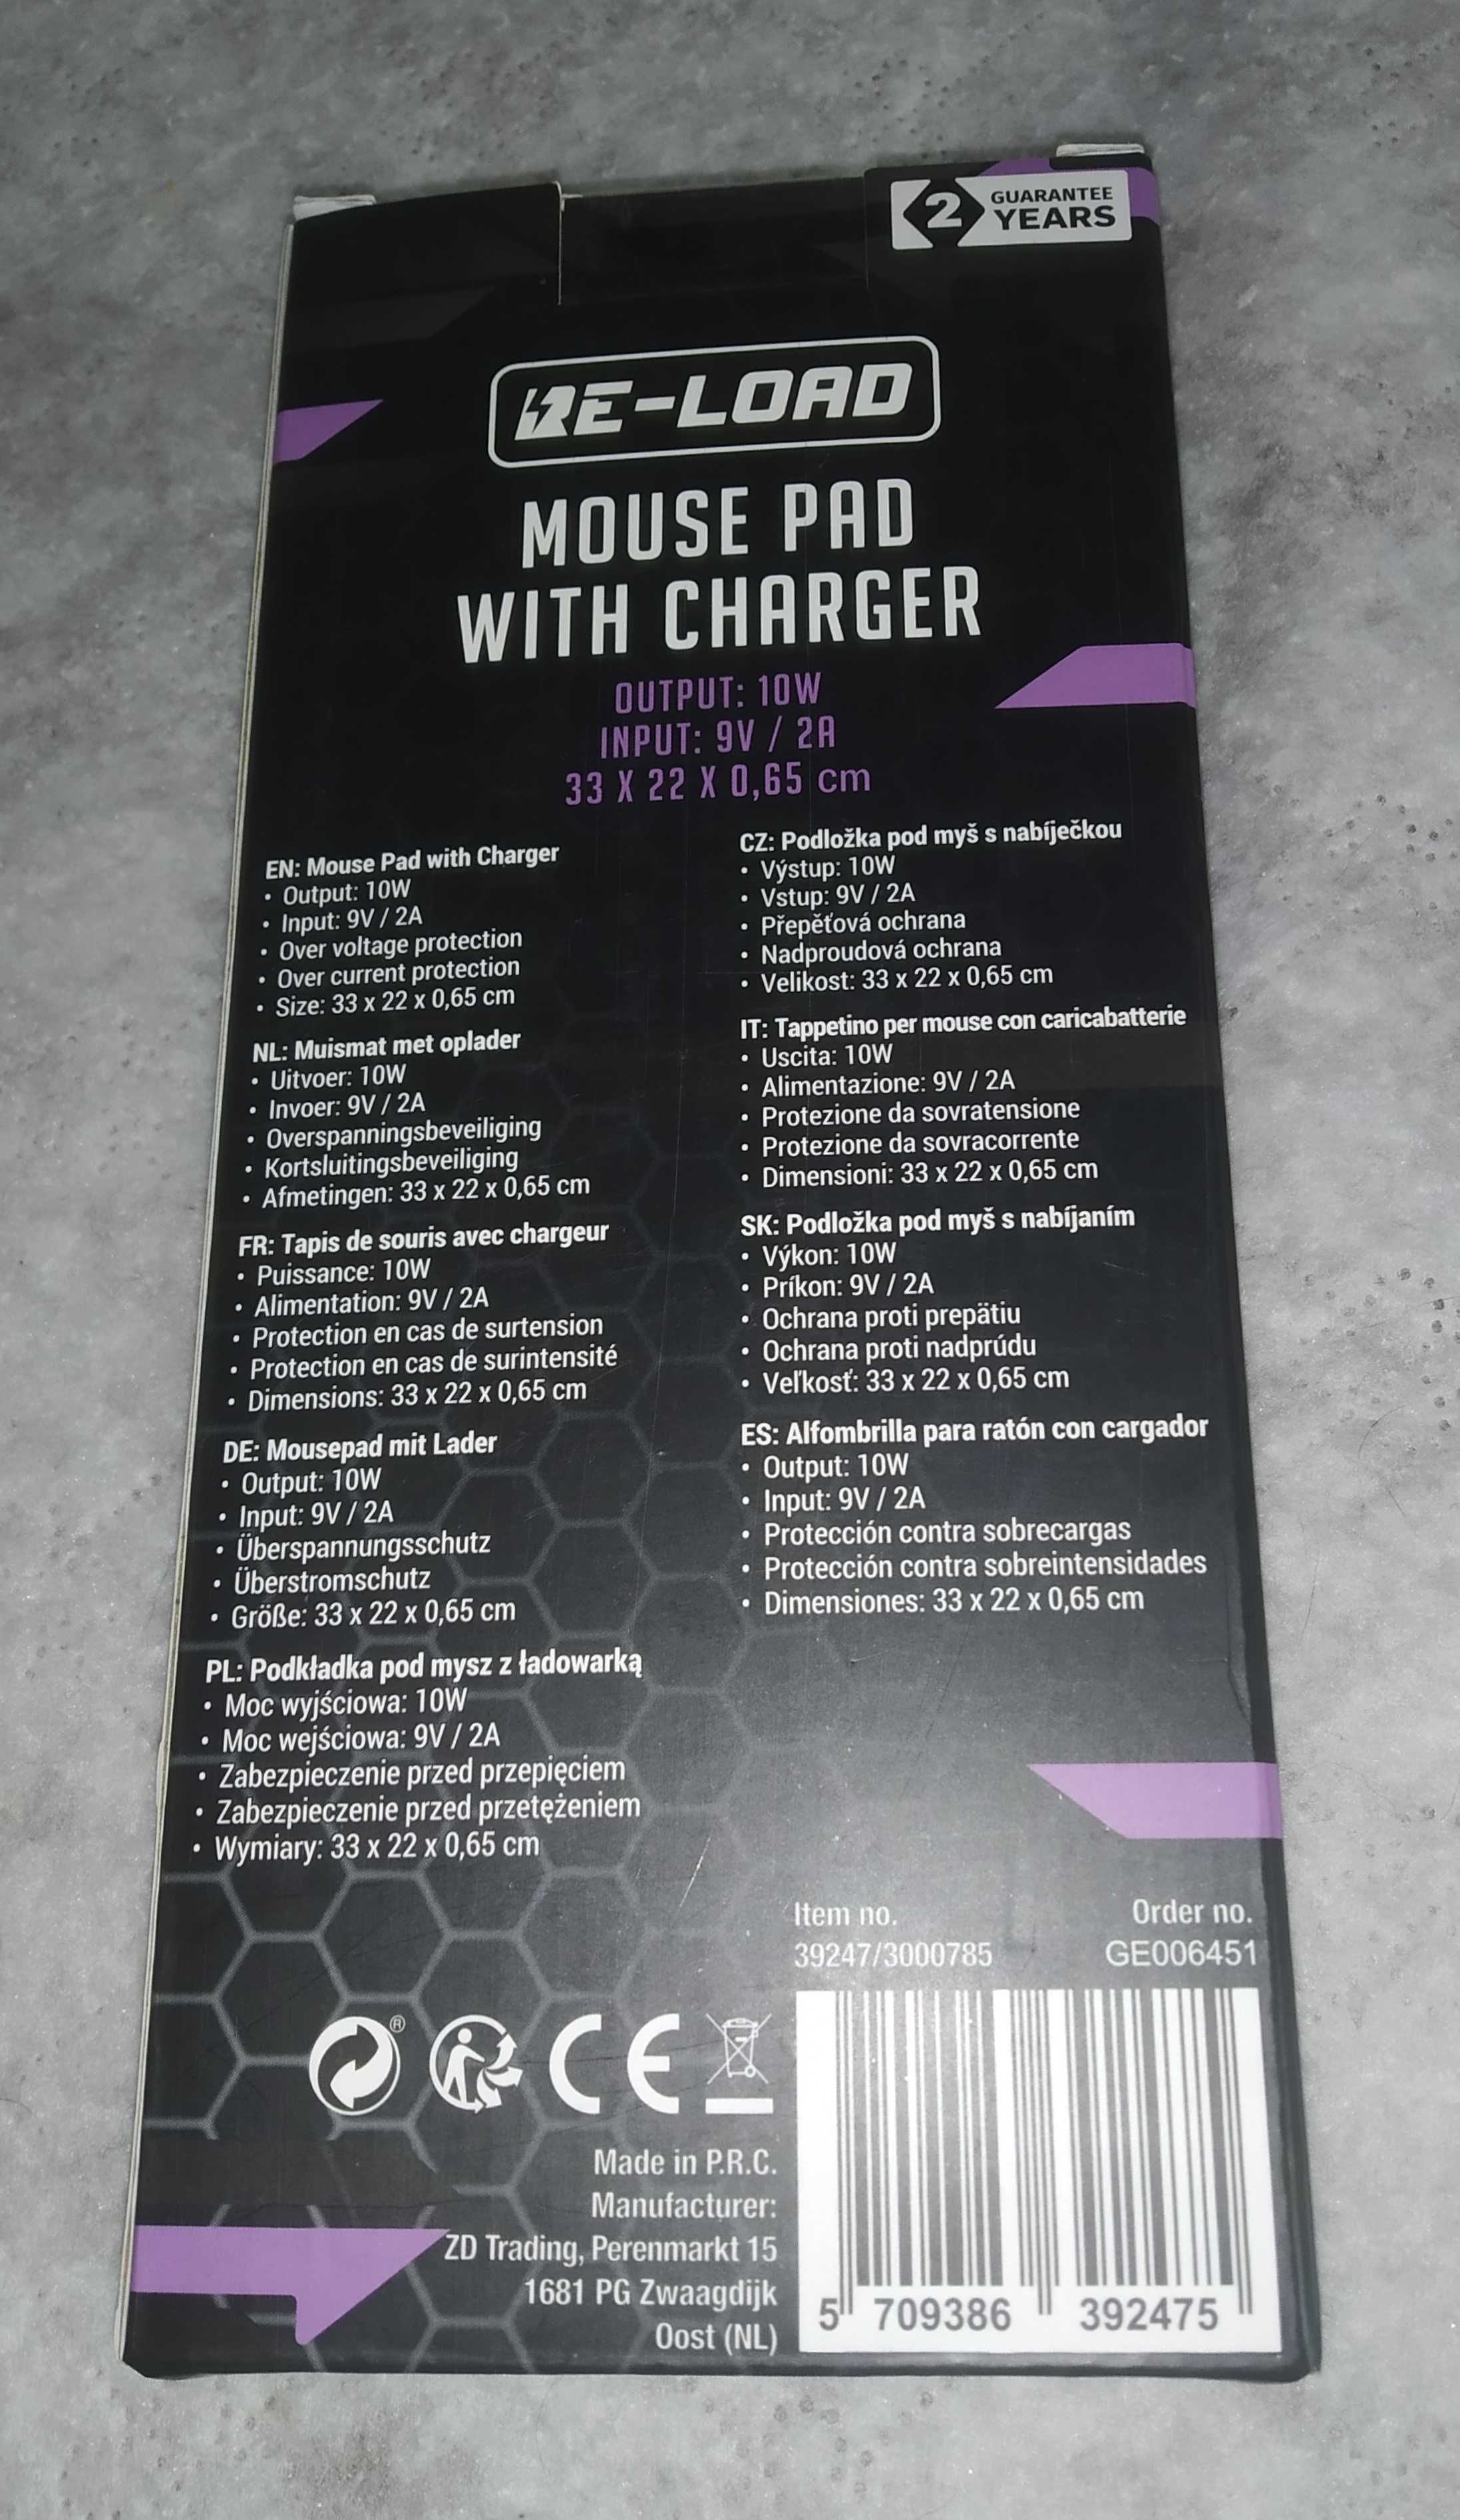 2 GUARANTEE
YEARS
RE-LOAD
MOUSE PAD
WITH CHARGER
OUTPUT: 10W
INPUT: 9V / 2A
33 X 22 X 0,65 cm
EN: Mouse Pad with Charger
• Output: 10W
• Input: 9V / 2A
• Over voltage protection
• Over current protection
• Size: 33 x 22 x 0,65 cm
NL: Muismat met oplader
• Uitvoer: 10W
• Invoer: 9V / 2A
• Overspanningsbeveiliging
• Kortsluitingsbeveiliging
• Afmetingen: 33 x 22 x 0,65 cm
FR: Tapis de souris avec chargeur
• Puissance: 10W
• Alimentation: 9V / 2A
• Protection en cas de surtension
• Protection en cas de surintensité
• Dimensions: 33 x 22 x 0,65 cm
DE: Mousepad mit Lader
• Output: 10W
• Input: 9V / 2A
• Überspannungsschutz
• Überstromschutz
• Größe: 33 x 22 x 0,65 cm
PL: Podkładka pod mysz z ładowarką
• Moc wyjściowa: 10W
• Moc wejściowa: 9V / 2A
• Zabezpieczenie przed przepięciem
• Zabezpieczenie przed przetężeniem
• Wymiary: 33 x 22 x 0,65 cm
CZ: Podložka pod myš s nabíječkou
• Výstup: 10W
• Vstup: 9V / 2A
• Přepěťová ochrana
• Nadproudová ochrana
• Velikost: 33 x 22 x 0,65 cm
IT: Tappetino per mouse con caricabatterie
• Uscita: 10W
• Alimentazione: 9V / 2A
• Protezione da sovratensione
• Protezione da sovracorrente
• Dimensioni: 33 x 22 x 0,65 cm
SK: Podložka pod myš s nabíjaním
• Výkon: 10W
• Príkon: 9V / 2A
• Ochrana proti prepätiu
• Ochrana proti nadprúdu
• Veľkosť: 33 x 22 x 0,65 cm
ES: Alfombrilla para ratón con cargador
• Output: 10W
• Input: 9V / 2A
• Protección contra sobrecargas
• Protección contra sobreintensidades
• Dimensiones: 33 x 22 x 0,65 cm
Item no.
39247/3000785
Order no.
GE006451
® CE
Made in P.R.C.
Manufacturer:
ZD Trading, Perenmarkt 15
1681 PG Zwaagdijk
Oost (NL)
5 709386 392475